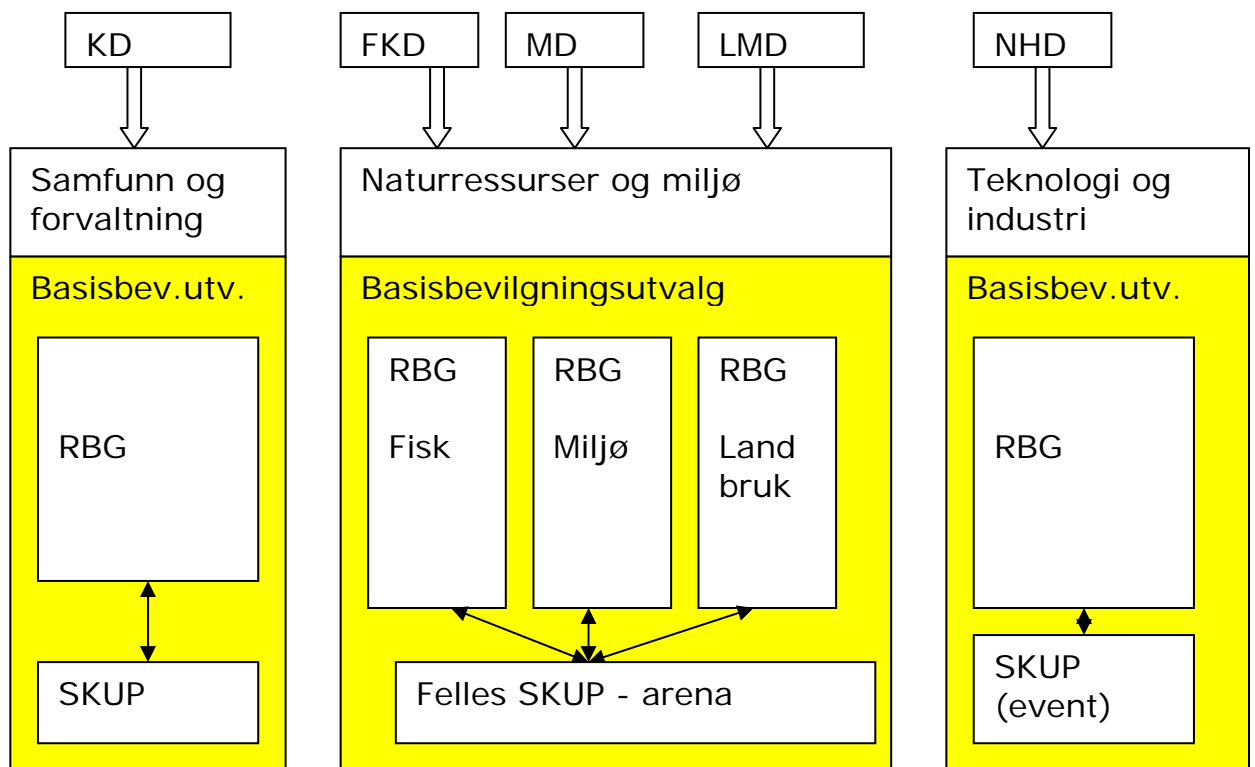 KD
FKD
MD
LMD
NHD
Samfunn og
forvaltning
Basisbev.utv.
RBG
SKUP
Naturressurser og miljø
Basisbevilgningsutvalg
RBG
Fisk
RBG
Miljø
RBG
Land
bruk
Felles SKUP - arena
Teknologi og
industri
Basisbev.utv.
RBG
SKUP
(event)